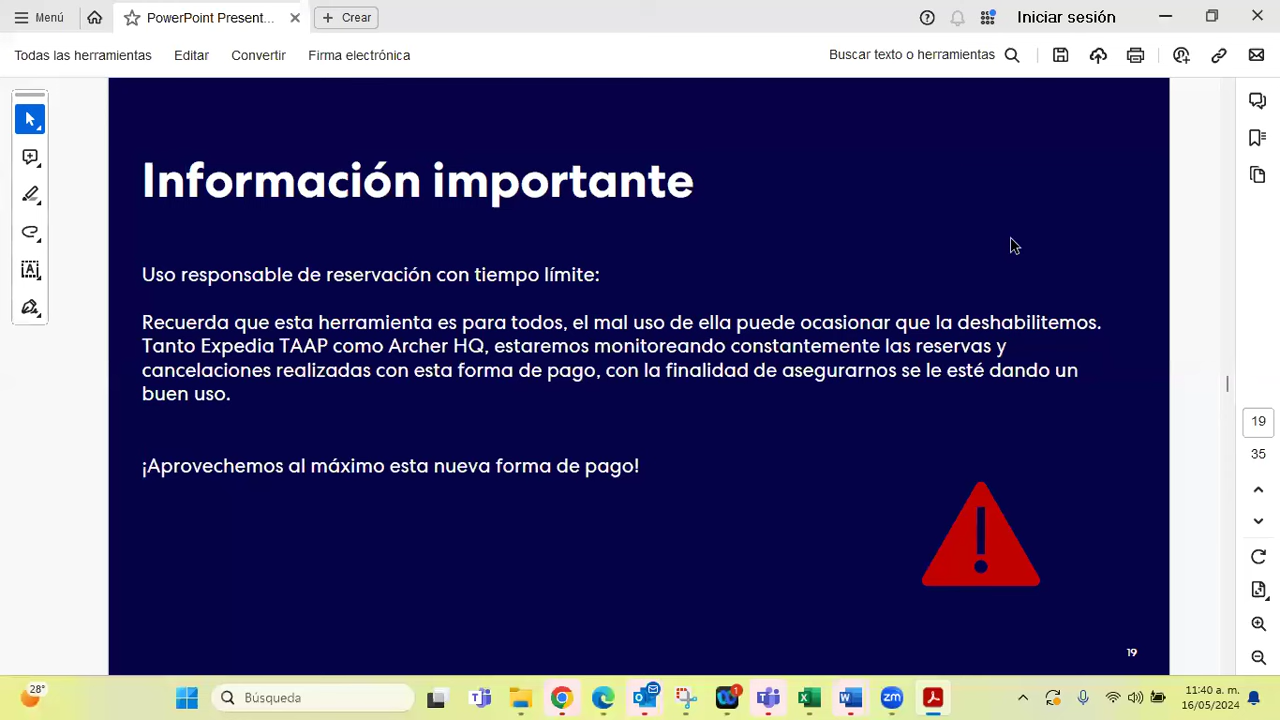 Menú
PowerPoint Present...
Crear
Iniciar sesión
Todas las herramientas
Editar
Convertir
Firma electrónica
Buscar texto o herramientas
Información importante
Uso responsable de reservación con tiempo límite:
Recuerda que esta herramienta es para todos, el mal uso de ella puede ocasionar que la deshabilitemos.
Tanto Expedia TAAP como Archer HQ, estaremos monitoreando constantemente las reservas y
cancelaciones realizadas con esta forma de pago, con la finalidad de asegurarnos se le esté dando un
buen uso.
¡Aprovechemos al máximo esta nueva forma de pago!
19
19
35
28°
Búsqueda
1
zm
11:40 a. m.
16/05/2024